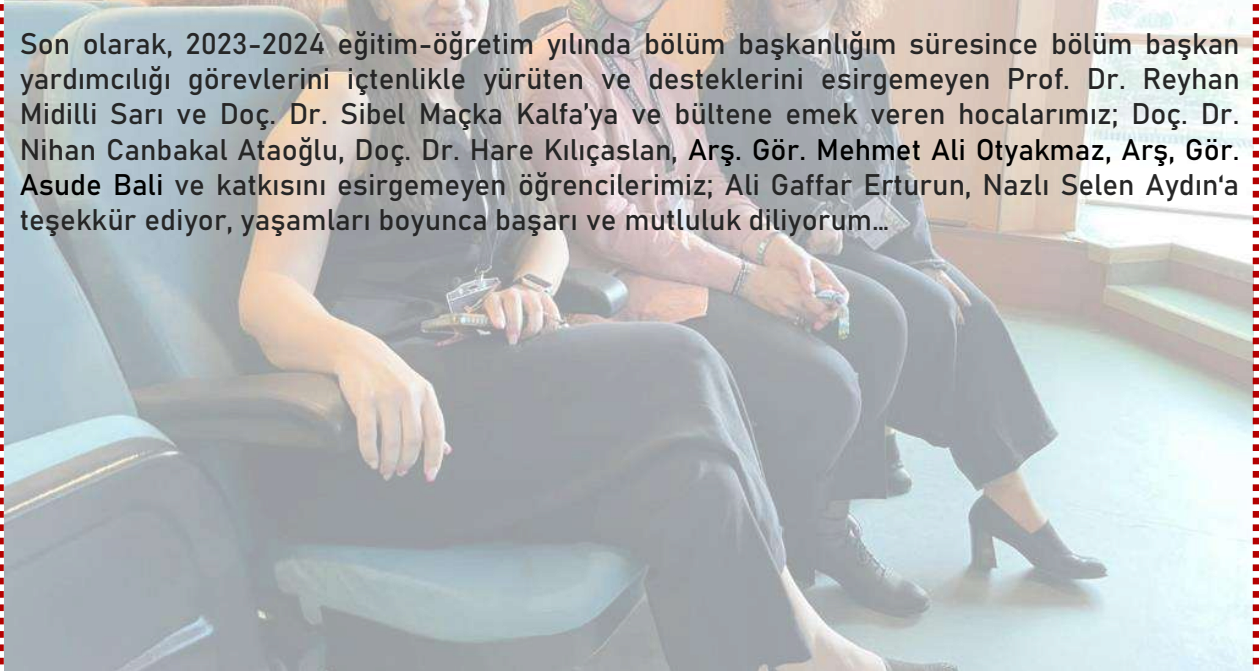 Son olarak, 2023-2024 eğitim-öğretim yılında bölüm başkanlığım süresince bölüm başkan
yardımcılığı görevlerini içtenlikle yürüten ve desteklerini esirgemeyen Prof. Dr. Reyhan
Midilli Sarı ve Doç. Dr. Sibel Maçka Kalfa'ya ve bültene emek veren hocalarımız; Doç. Dr.
Nihan Canbakal Ataoğlu, Doç. Dr. Hare Kılıçaslan, Arş. Gör. Mehmet Ali Otyakmaz, Arş, Gör.
Asude Bali ve katkısını esirgemeyen öğrencilerimiz; Ali Gaffar Erturun, Nazlı Selen Aydın‘a
teşekkür ediyor, yaşamları boyunca başarı ve mutluluk diliyorum…